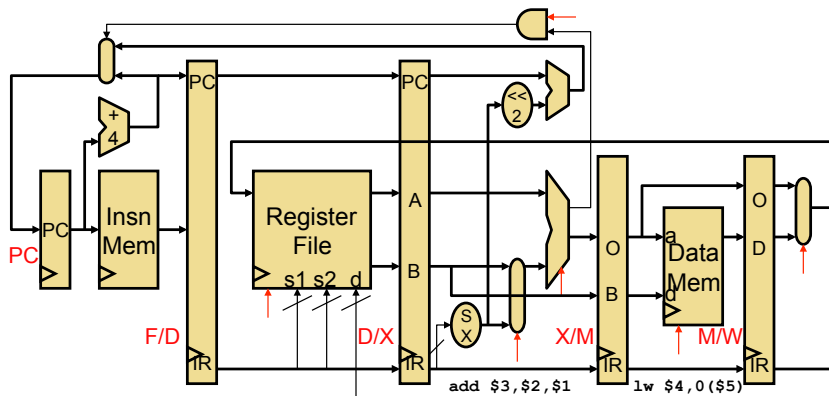 PC
PC
<<
2
+
4
A
O
PC
Insn
Mem
Register
File
O
a
Data
Mem
D
PC
B
s1 s2 d
S
X
B
d
F/D
D/X
X/M
M/W
IR
IR
IR
IR
add $3,$2,$1
lw $4,0($5)